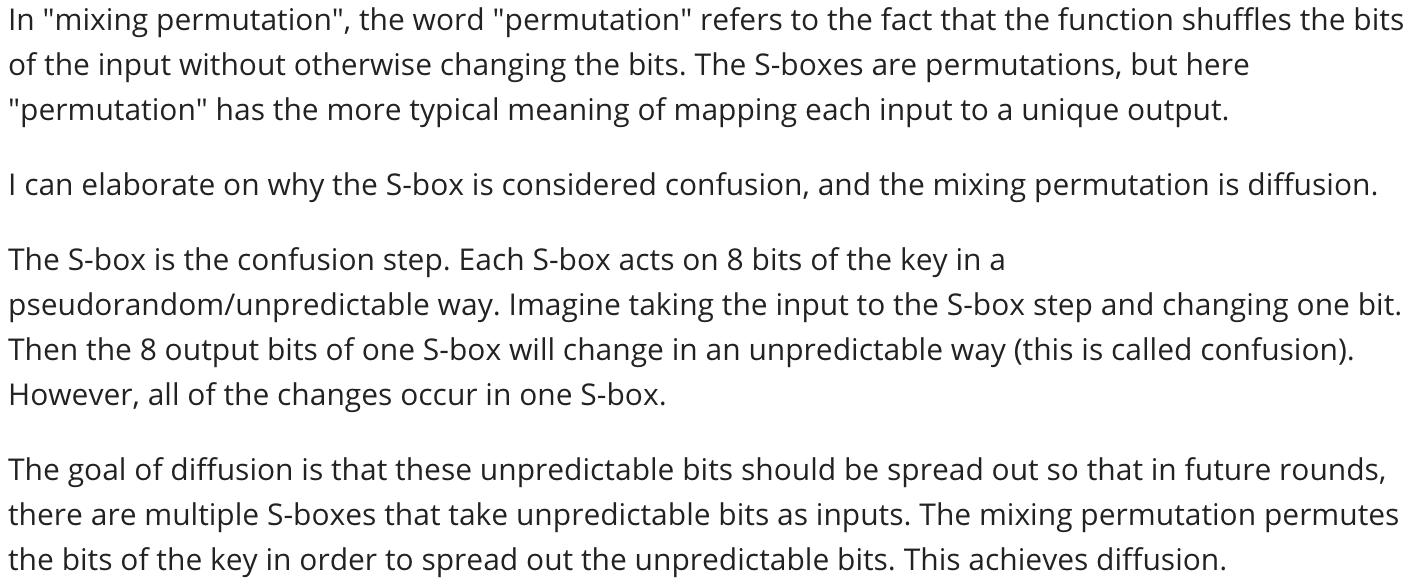 In "mixing permutation", the word "permutation" refers to the fact that the function shuffles the bits
of the input without otherwise changing the bits. The S-boxes are permutations, but here
"permutation" has the more typical meaning of mapping each input to a unique output.
I can elaborate on why the S-box is considered confusion, and the mixing permutation is diffusion.
The S-box is the confusion step. Each S-box acts on 8 bits of the key in a
pseudorandom/unpredictable way. Imagine taking the input to the S-box step and changing one bit.
Then the 8 output bits of one S-box will change in an unpredictable way (this is called confusion).
However, all of the changes occur in one S-box.
The goal of diffusion is that these unpredictable bits should be spread out so that in future rounds,
there are multiple S-boxes that take unpredictable bits as inputs. The mixing permutation permutes
the bits of the key in order to spread out the unpredictable bits. This achieves diffusion.